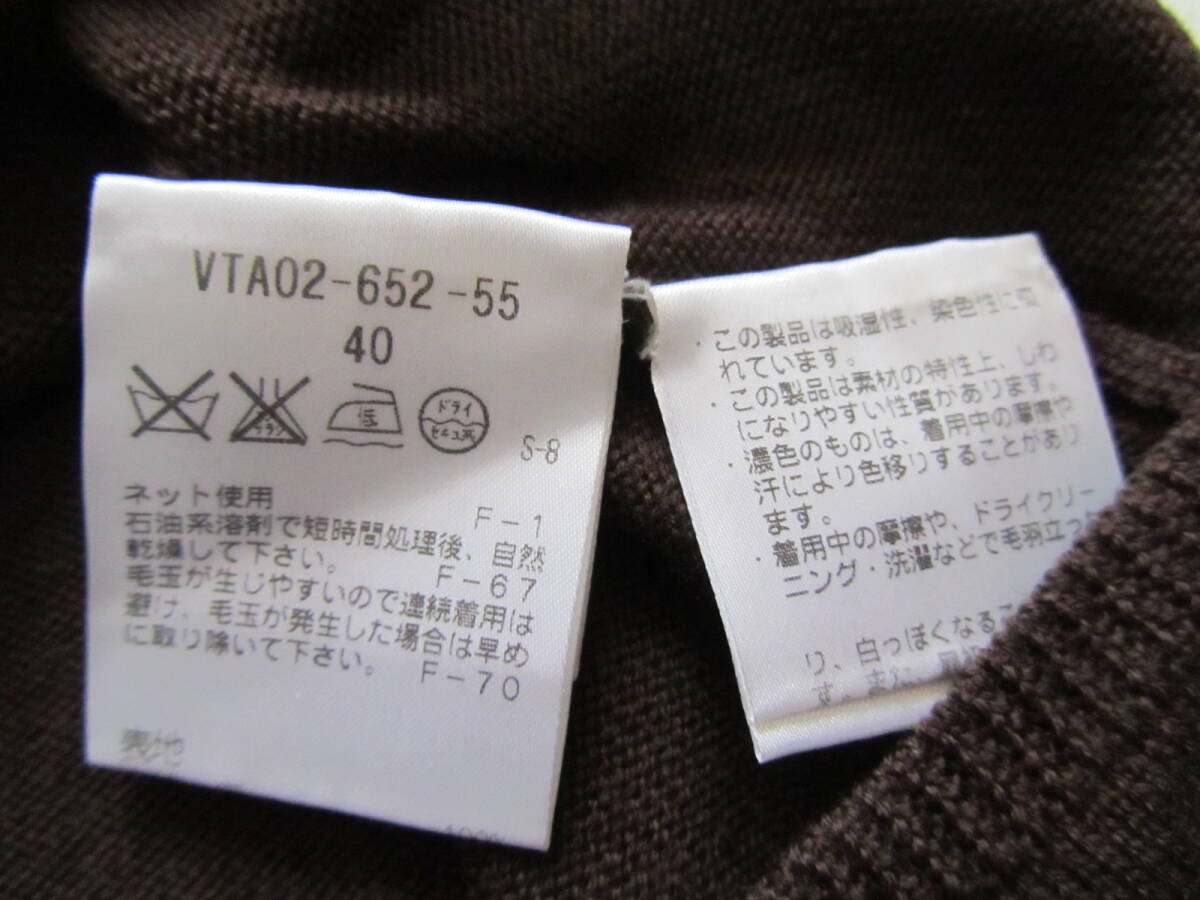 VTA02-652-55
40
低
ドライ
セキユ系
S-8
ネット使用
F-1
石油系溶剤で短時間処理後、自然
乾燥して下さい。 F-67
毛玉が生じやすいので連続着用は
避け、毛玉が発生した場合は早め
に取り除いて下さい。 F-70
表地
100%
・この製品は吸湿性、染色性に
れています。
・この製品は素材の特性上、しわ
になりやすい性質があります。
・濃色のものは、着用中の摩擦や
汗により色移りすることがあり
ます。
・着用中の摩擦や、ドライクリー
ニング・洗濯などで毛羽立った
り、白っぽくなるこ
す。また、